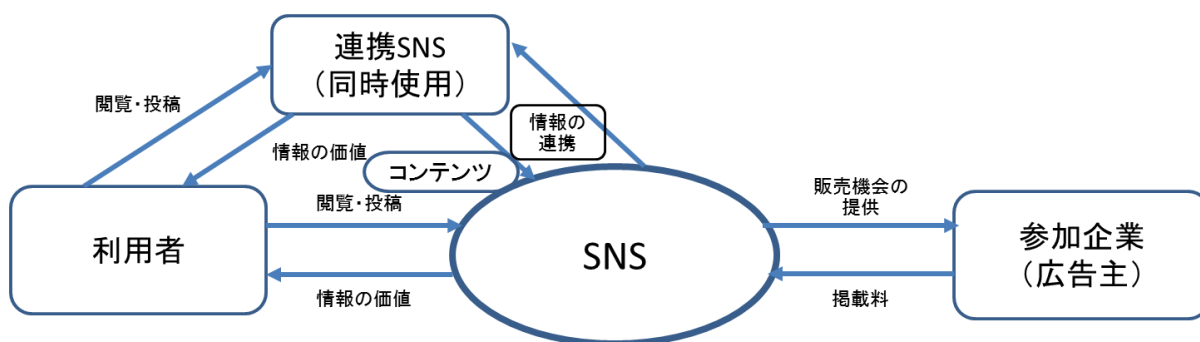 連携SNS
（同時使用）
閲覧・投稿
情報の価値
情報の
連携
コンテンツ
利用者
閲覧・投稿
情報の価値
SNS
販売機会の
提供
掲載料
参加企業
（広告主）